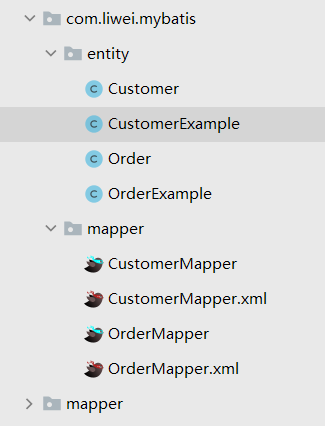 com.liwei.mybatis
entity
Customer
CustomerExample
Order
OrderExample
mapper
CustomerMapper
CustomerMapper.xml
OrderMapper
OrderMapper.xml
mapper